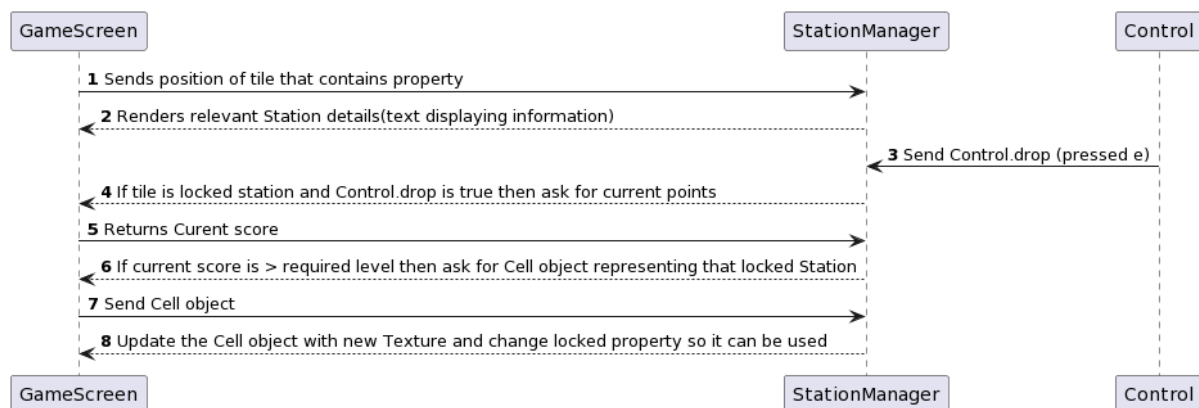 GameScreen StationManager Control
1 Sends position of tile that contains property
2 Renders relevant Station details(text displaying information)
3 Send Control.drop (pressed e)
4 If tile is locked station and Control.drop is true then ask for current points
5 Returns Curent score
6 If current score is > required level then ask for Cell object representing that locked Station
7 Send Cell object
8 Update the Cell object with new Texture and change locked property so it can be used
GameScreen StationManager Control